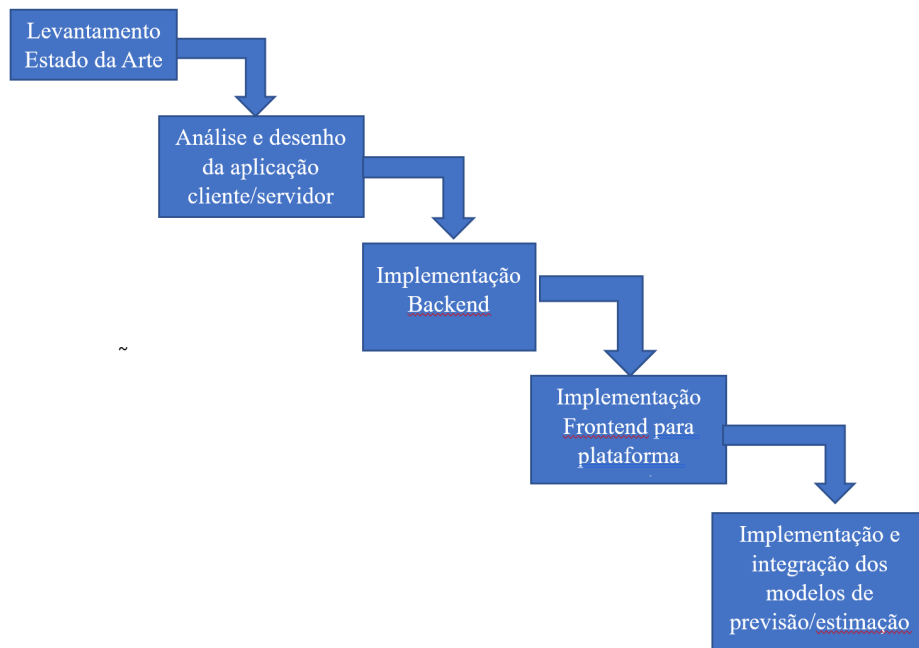 Levantamento
Estado da Arte
Análise e desenho
da aplicação
cliente/servidor
Implementação
Backend
~
Implementação
Frontend para
plataforma
.
Implementação e
integração dos
modelos de
previsão/estimação